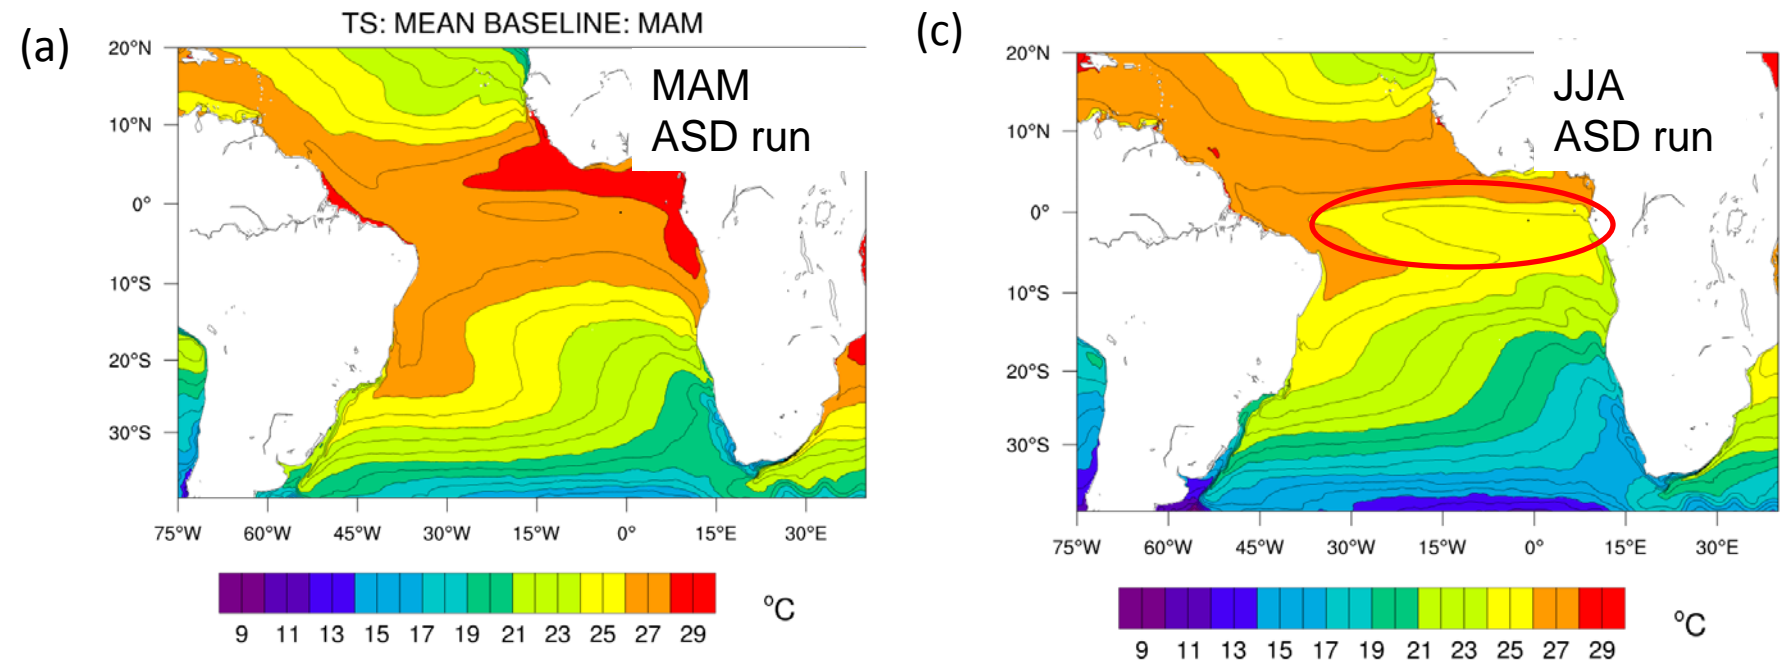 (a)
TS: MEAN BASELINE: MAM
MAM
ASD run
20°N
10°N
0°
10°S
20°S
30°S
75°W 60°W 45°W 30°W 15°W 0° 15°E 30°E
9 11 13 15 17 19 21 23 25 27 29
°C
(c)
JJA
ASD run
20°N
10°N
0°
10°S
20°S
30°S
75°W 60°W 45°W 30°W 15°W 0° 15°E 30°E
9 11 13 15 17 19 21 23 25 27 29
°C